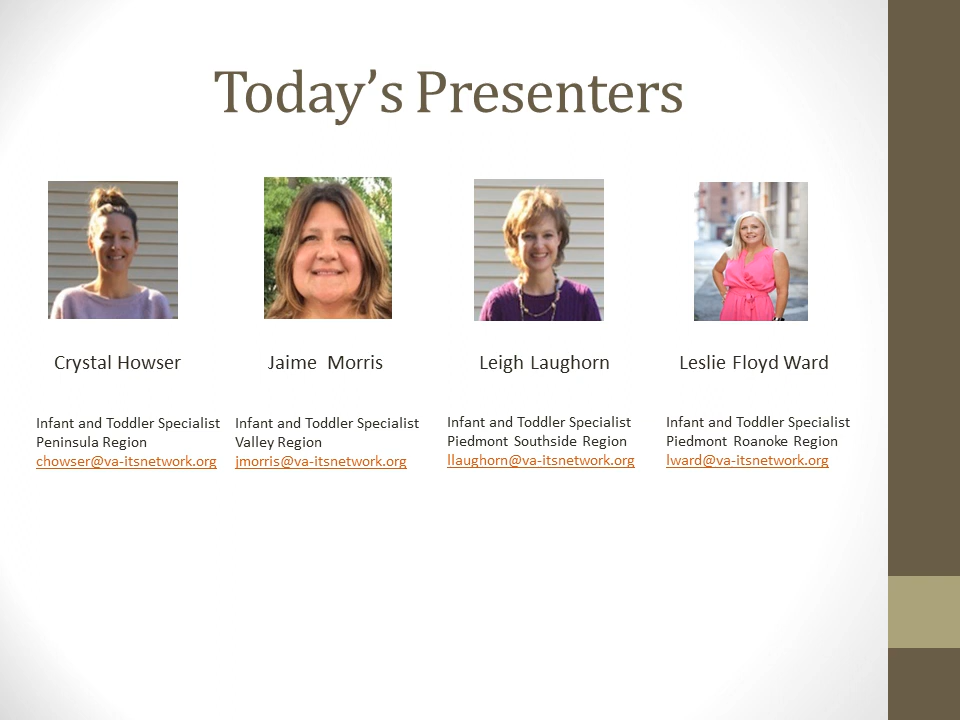 Today’s Presenters
Crystal Howser
Infant and Toddler Specialist
Peninsula Region
chowser@va-itsnetwork.org
Jaime Morris
Infant and Toddler Specialist
Valley Region
jmorris@va-itsnetwork.org
Leigh Laughorn
Infant and Toddler Specialist
Piedmont Southside Region
llaughorn@va-itsnetwork.org
Leslie Floyd Ward
Infant and Toddler Specialist
Piedmont Roanoke Region
lward@va-itsnetwork.org